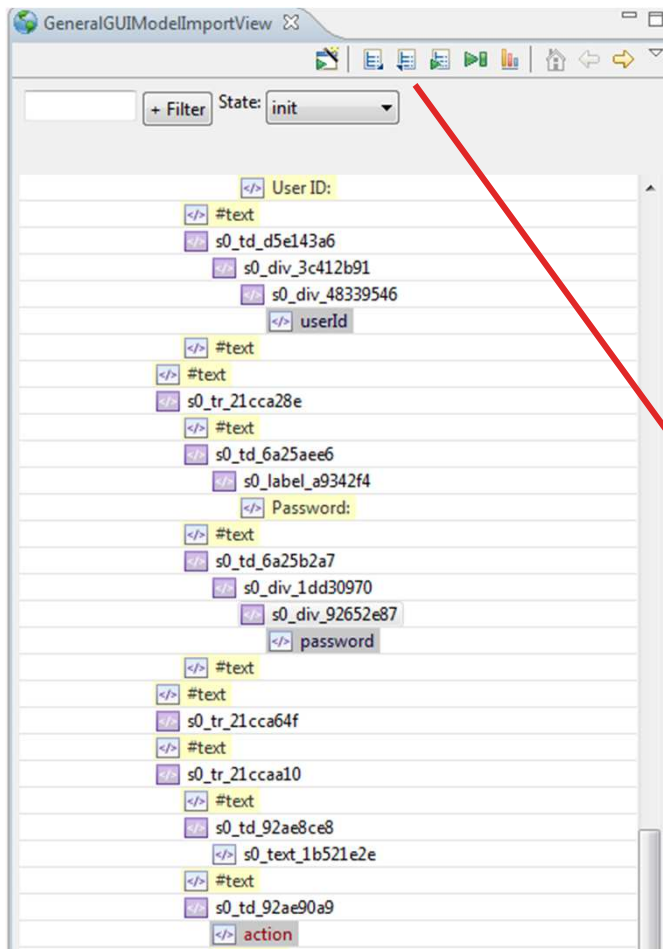 GeneralGUIModelImportView
+ Filter State: init
User ID:
#text
s0_td_d5e143a6
s0_div_3c412b91
s0_div_48339546
userId
#text
#text
s0_tr_21cca28e
#text
s0_td_6a25aee6
s0_label_a9342f4
Password:
#text
s0_td_6a25b2a7
s0_div_1dd30970
s0_div_92652e87
password
#text
#text
s0_tr_21cca64f
#text
s0_tr_21ccaa10
#text
s0_td_92ae8ce8
s0_text_1b521e2e
#text
s0_td_92ae90a9
action